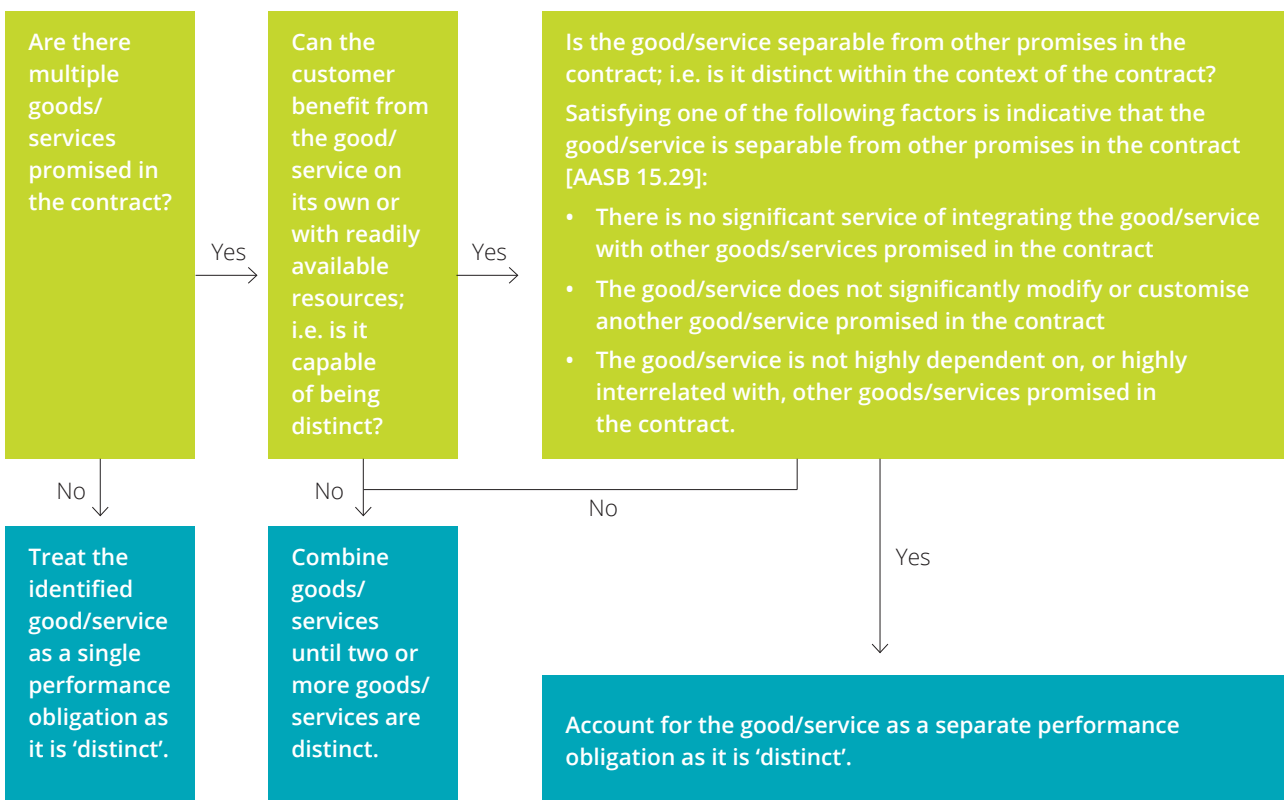 Are there
multiple
goods/
services
promised in
the contract?
Yes
Can the
customer
benefit from
the good/
service on
its own or
with readily
available
resources;
i.e. is it
capable
of being
distinct?
Yes
Is the good/service separable from other promises in the
contract; i.e. is it distinct within the context of the contract?
Satisfying one of the following factors is indicative that the
good/service is separable from other promises in the contract
[AASB 15.29]:
• There is no significant service of integrating the good/service
with other goods/services promised in the contract
• The good/service does not significantly modify or customise
another good/service promised in the contract
• The good/service is not highly dependent on, or highly
interrelated with, other goods/services promised in
the contract.
No
No
No
Yes
Treat the
identified
good/service
as a single
performance
obligation as
it is ‘distinct’.
Combine
goods/
services
until two or
more goods/
services are
distinct.
Account for the good/service as a separate performance
obligation as it is ‘distinct’.